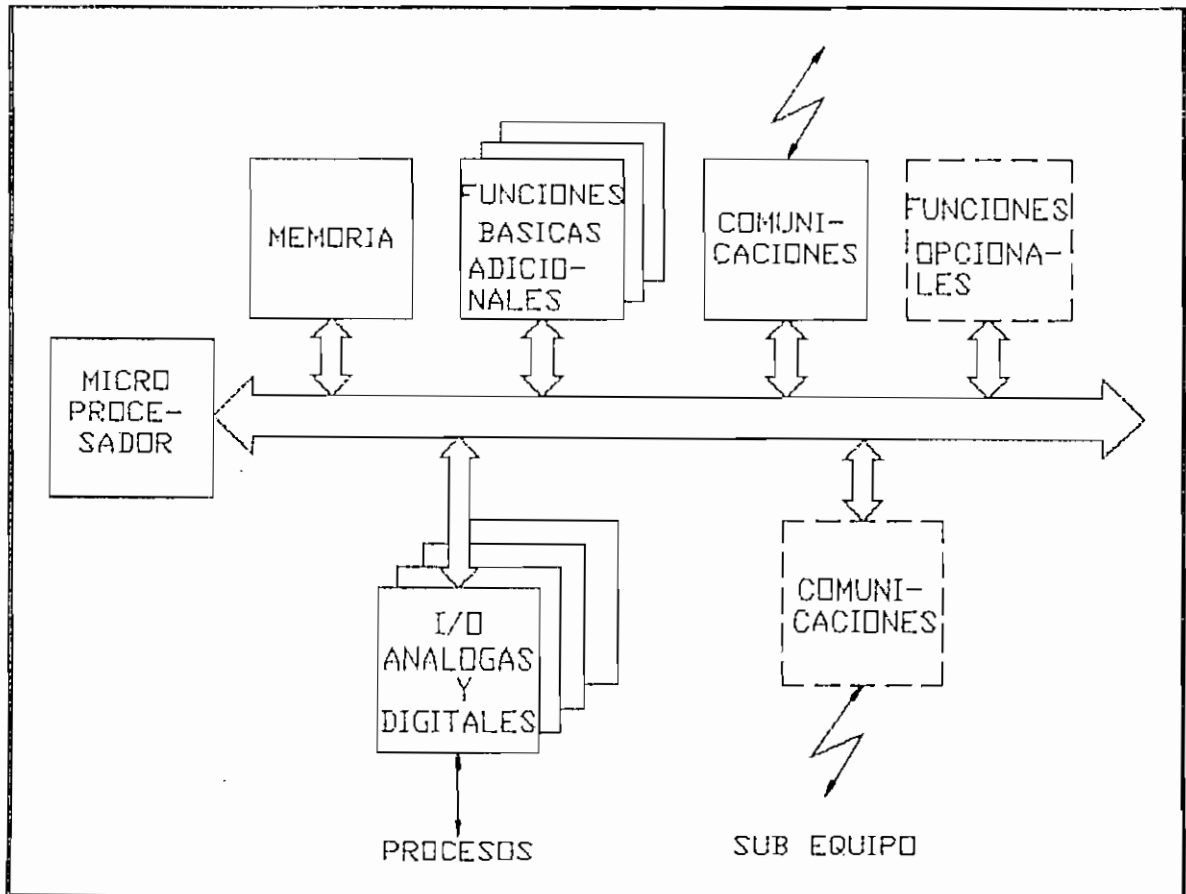 MEMORIA
FUNCIONES
BASICAS
ADICIO-
NALES
COMUNI-
CACIONES
FUNCIONES
OPCIONA-
LES
MICRO
PROCE-
SADOR
I/O
ANALOGAS
Y
DIGITALES
COMUNI-
CACIONES
PROCESOS
SUB EQUIPO